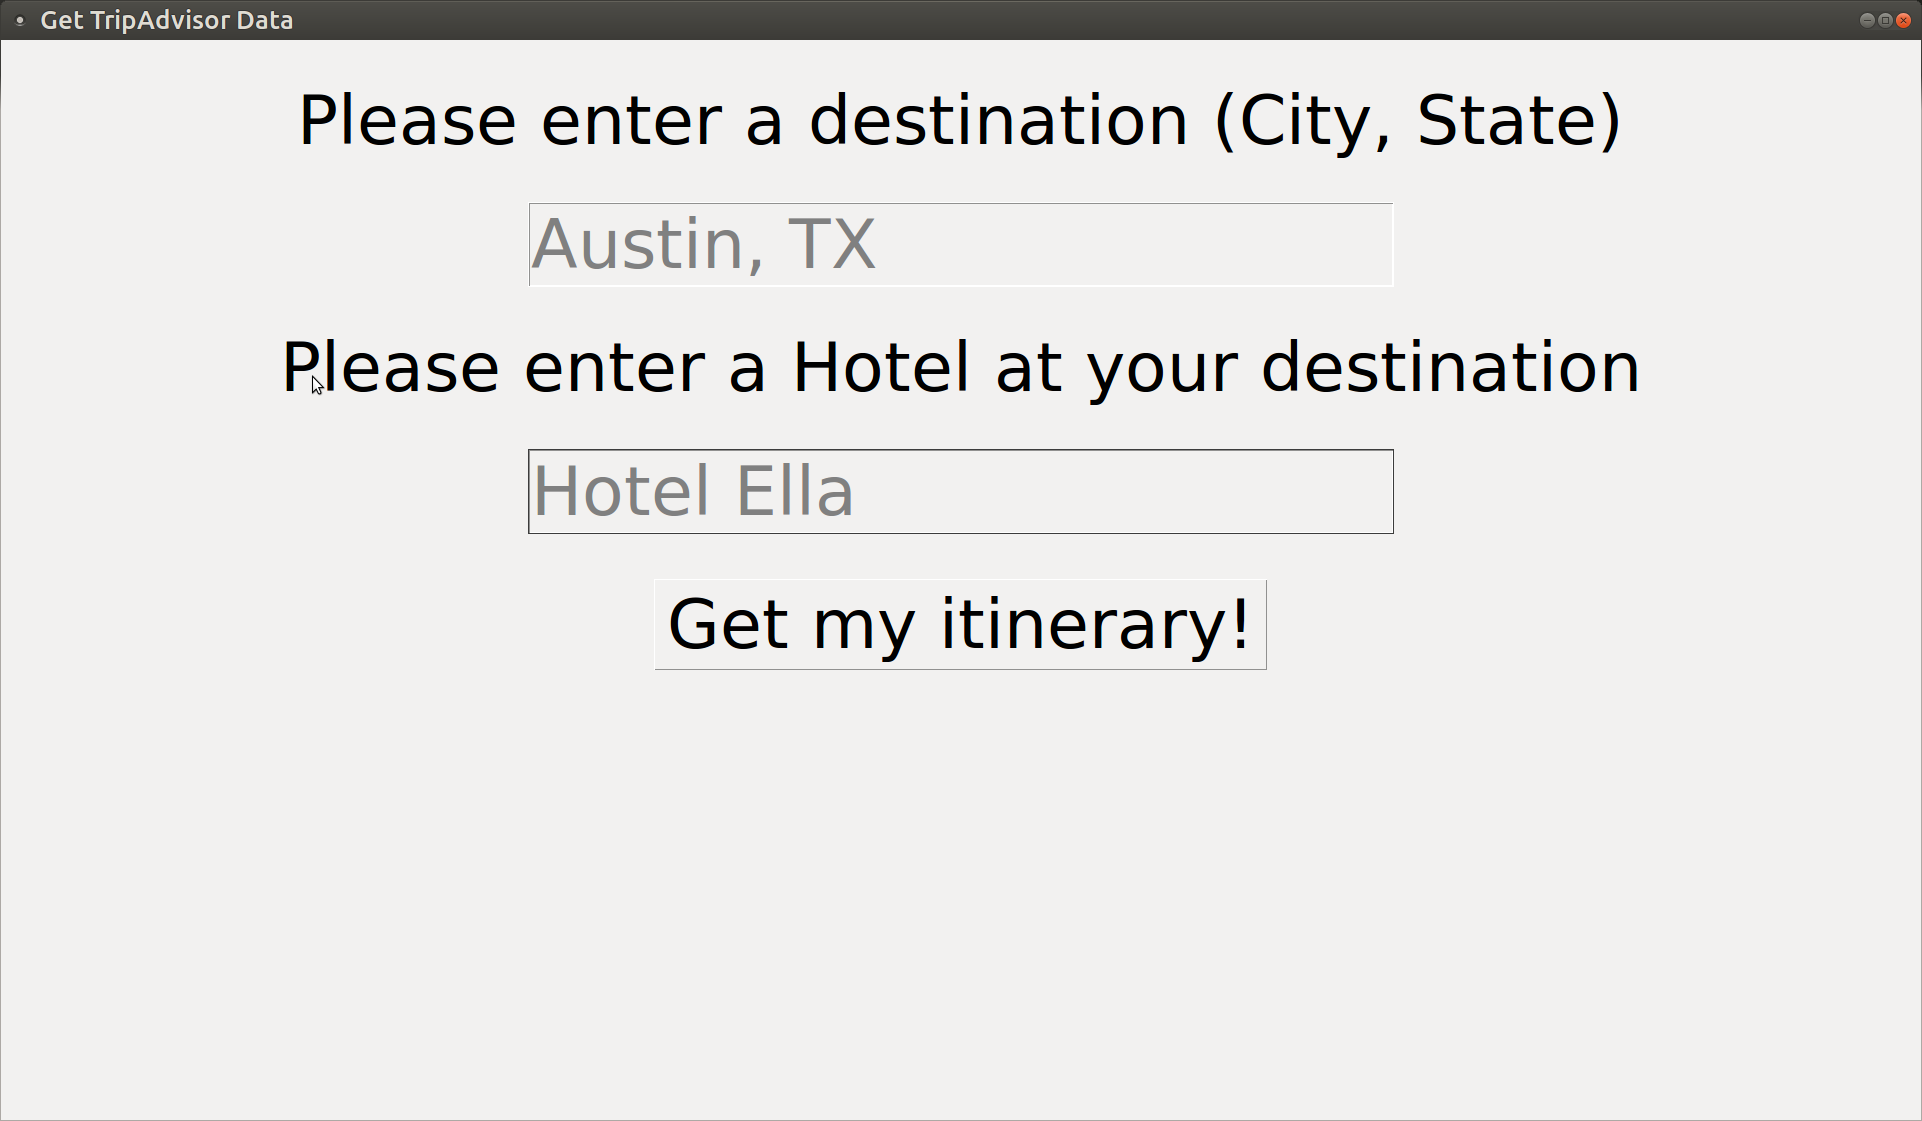 Get TripAdvisor Data
Please enter a destination (City, State)
Austin, TX
Please enter a Hotel at your destination
Hotel Ella
Get my itinerary!